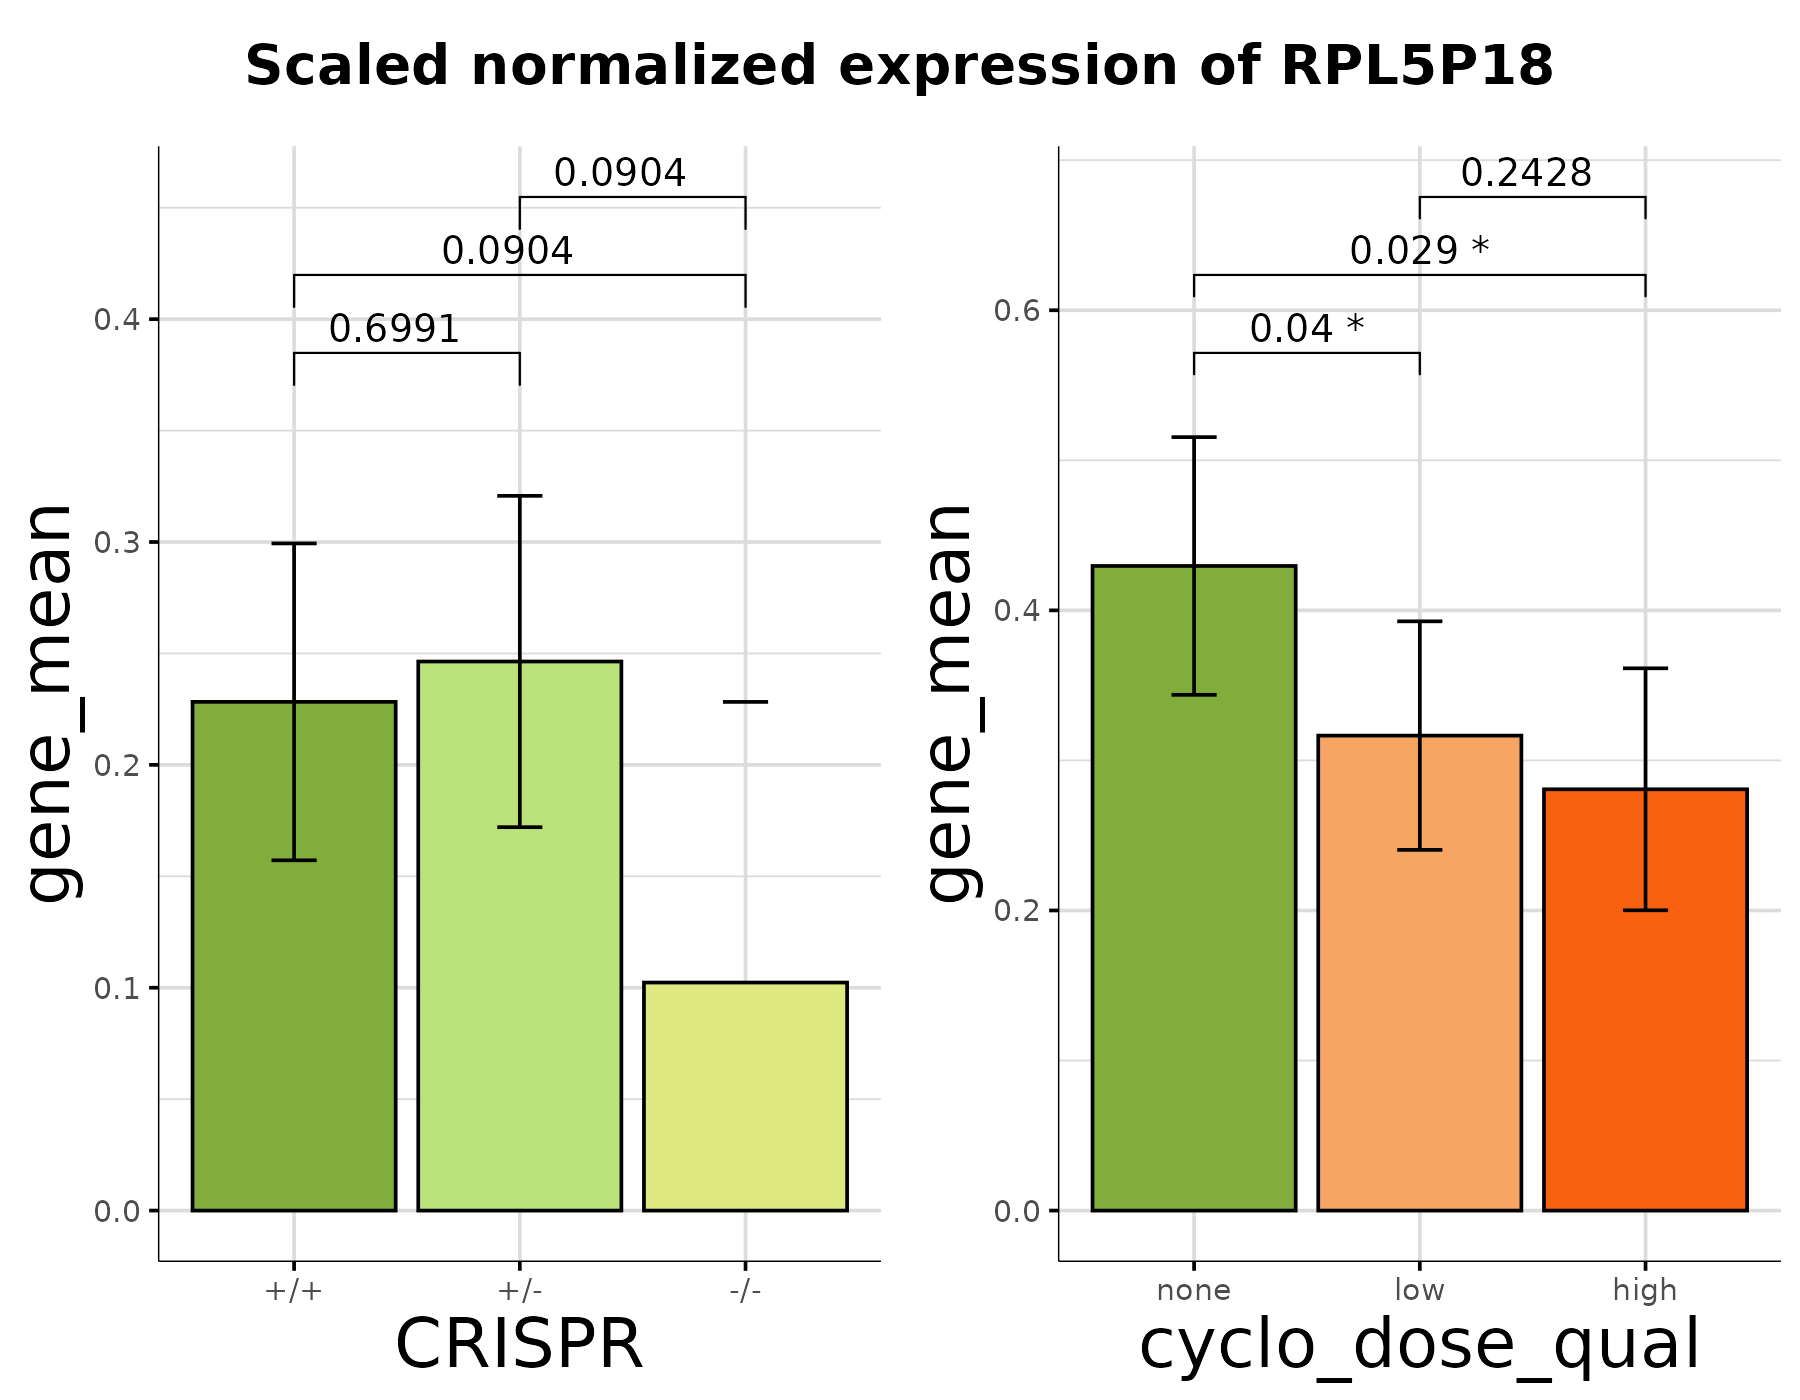 Scaled normalized expression of RPL5P18
gene_mean
0.4
0.3
0.2
0.1
0.0
0.0904
0.0904
0.6991
+/+
+/-
-/-
CRISPR
gene_mean
0.6
0.4
0.2
0.0
0.2428
0.029 *
0.04 *
none
low
high
cyclo_dose_qual